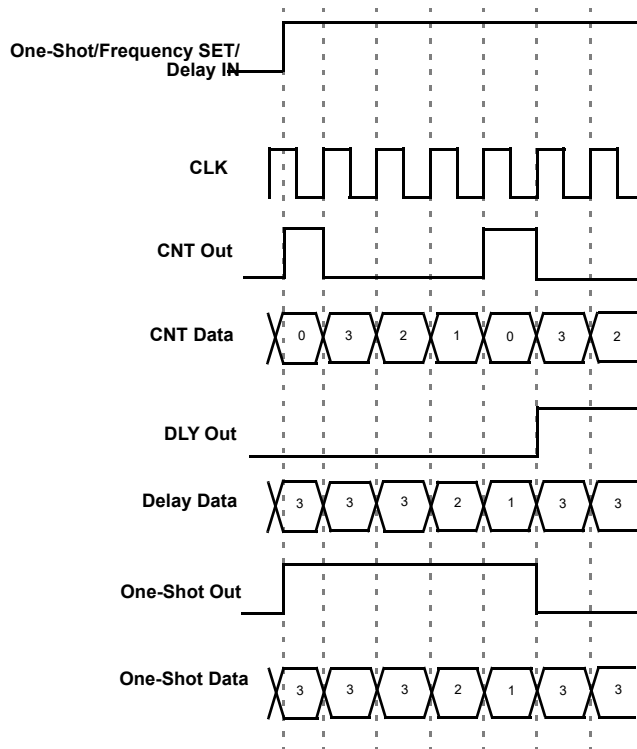 One-Shot/Frequency SET/
Delay IN
CLK
CNT Out
CNT Data
0 3 2 1 0 3 2
DLY Out
Delay Data
3 3 3 2 1 3 3
One-Shot Out
One-Shot Data
3 3 3 2 1 3 3